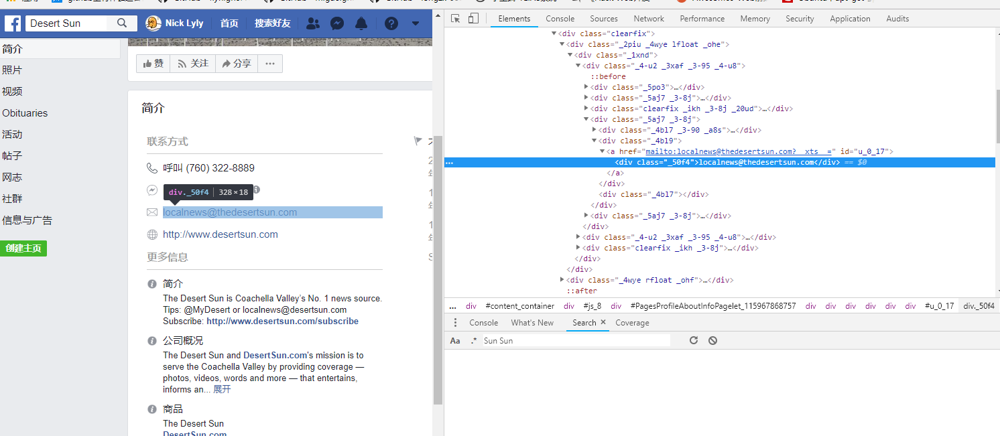 Desert Sun
Nick Lyly
首页
搜索好友
简介
照片
视频
Obituaries
活动
帖子
网志
社群
信息与广告
创建主页
赞
关注
分享
简介
联系方式
呼叫 (760) 322-8889
div._50f4 | 328×18
localnews@thedesertsun.com
http://www.desertsun.com
更多信息
简介
The Desert Sun is Coachella Valley's No. 1 news source.
Tips: @MyDesert or localnews@desertsun.com
Subscribe: http://www.desertsun.com/subscribe
公司概况
The Desert Sun and DesertSun.com's mission is to
serve the Coachella Valley by providing coverage —
photos, videos, words and more — that entertains,
informs an... 展开
商品
The Desert Sun
DesertSun.com
Elements Console Sources Network Performance Memory Security Application Audits
▼<div class="clearfix">
▼<div class="_2piu _4wye lfloat _ohe">
▼<div class="_1xnd">
▼<div class="_4-u2 _3xaf _3-95 _4-u8">
::before
▶<div class="_5po3">…</div>
▶<div class="_5aj7 _3-8j">…</div>
▶<div class="clearfix _ikh _3-8j _20ud">…</div>
▼<div class="_5aj7 _3-8j">
▶<div class="_4bl7 _3-90 _a8s">…</div>
▼<div class="_4bl9">
▼<a href="mailto:localnews@thedesertsun.com?__xts__=" id="u_0_17">
<div class="_50f4">localnews@thedesertsun.com</div> == $0
</a>
</div>
<div class="_4bl7"></div>
</div>
▶<div class="_5aj7 _3-8j">…</div>
</div>
▶<div class="_4-u2 _3xaf _3-95 _4-u8">…</div>
▶<div class="clearfix _ikh _3-8j">…</div>
</div>
</div>
▶<div class="_4wye rfloat _ohf">…</div>
::after
... div #content_container div #js_8 div #PagesProfileAboutInfoPagelet_115967868757 div div div div div div #u_0_17 div._50f4
Console What's New Search × Coverage
Aa .* Sun Sun